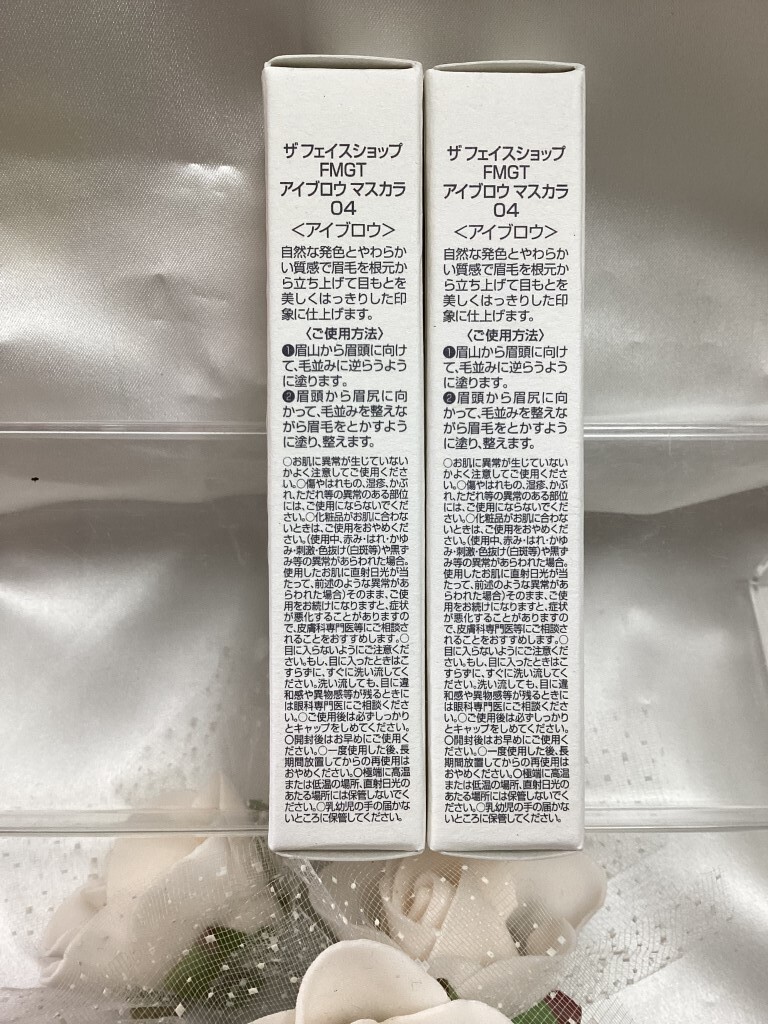 ザ フェイスショップ
FMGT
アイブロウ マスカラ
04
＜アイブロウ＞
自然な発色とやわらか
い質感で眉毛を根元か
ら立ち上げて目もとを
美しくはっきりした印
象に仕上げます。
〈ご使用方法〉
❶眉山から眉頭に向け
て、毛並みに逆らうよう
に塗ります。
❷眉頭から眉尻に向
かって、毛並みを整えな
がら眉毛をとかすよう
に塗り、整えます。
○お肌に異常が生じていない
かよく注意してご使用くださ
い。○傷やはれもの、湿疹、かぶ
れ、ただれ等の異常のある部位
には、ご使用にならないでくだ
さい。○化粧品がお肌に合わな
いときは、ご使用をおやめくだ
さい。(使用中、赤み・はれ・かゆ
み・刺激・色抜け(白斑等)や黒ず
み等の異常があらわれた場合。
使用したお肌に直射日光が当
たって、前述のような異常があ
らわれた場合)そのまま、ご使
用をお続けになりますと、症状
が悪化することがありますの
で、皮膚科専門医等にご相談さ
れることをおすすめします。○
目に入らないようにご注意くだ
さい。もし、目に入ったときはこ
すらずに、すぐに洗い流してく
ださい。洗い流しても、目に違
和感や異物感等が残るときに
は眼科専門医にご相談くださ
い。○ご使用後は必ずしっかり
とキャップをしめてください。
○開封後はお早めにご使用く
ださい。○一度使用した後、長
期間放置してからの再使用は
おやめください。○極端に高温
または低温の場所、直射日光の
あたる場所には保管しないでく
ださい。○乳幼児の手の届かな
いところに保管してください。
ザ フェイスショップ
FMGT
アイブロウ マスカラ
04
＜アイブロウ＞
自然な発色とやわらか
い質感で眉毛を根元か
ら立ち上げて目もとを
美しくはっきりした印
象に仕上げます。
〈ご使用方法〉
❶眉山から眉頭に向け
て、毛並みに逆らうよう
に塗ります。
❷眉頭から眉尻に向
かって、毛並みを整えな
がら眉毛をとかすよう
に塗り、整えます。
○お肌に異常が生じていない
かよく注意してご使用くださ
い。○傷やはれもの、湿疹、かぶ
れ、ただれ等の異常のある部位
には、ご使用にならないでくだ
さい。○化粧品がお肌に合わな
いときは、ご使用をおやめくだ
さい。(使用中、赤み・はれ・かゆ
み・刺激・色抜け(白斑等)や黒ず
み等の異常があらわれた場合。
使用したお肌に直射日光が当
たって、前述のような異常があ
らわれた場合)そのまま、ご使
用をお続けになりますと、症状
が悪化することがありますの
で、皮膚科専門医等にご相談さ
れることをおすすめします。○
目に入らないようにご注意くだ
さい。もし、目に入ったときはこ
すらずに、すぐに洗い流してく
ださい。洗い流しても、目に違
和感や異物感等が残るときに
は眼科専門医にご相談くださ
い。○ご使用後は必ずしっかり
とキャップをしめてください。
○開封後はお早めにご使用く
ださい。○一度使用した後、長
期間放置してからの再使用は
おやめください。○極端に高温
または低温の場所、直射日光の
あたる場所には保管しないでく
ださい。○乳幼児の手の届かな
いところに保管してください。